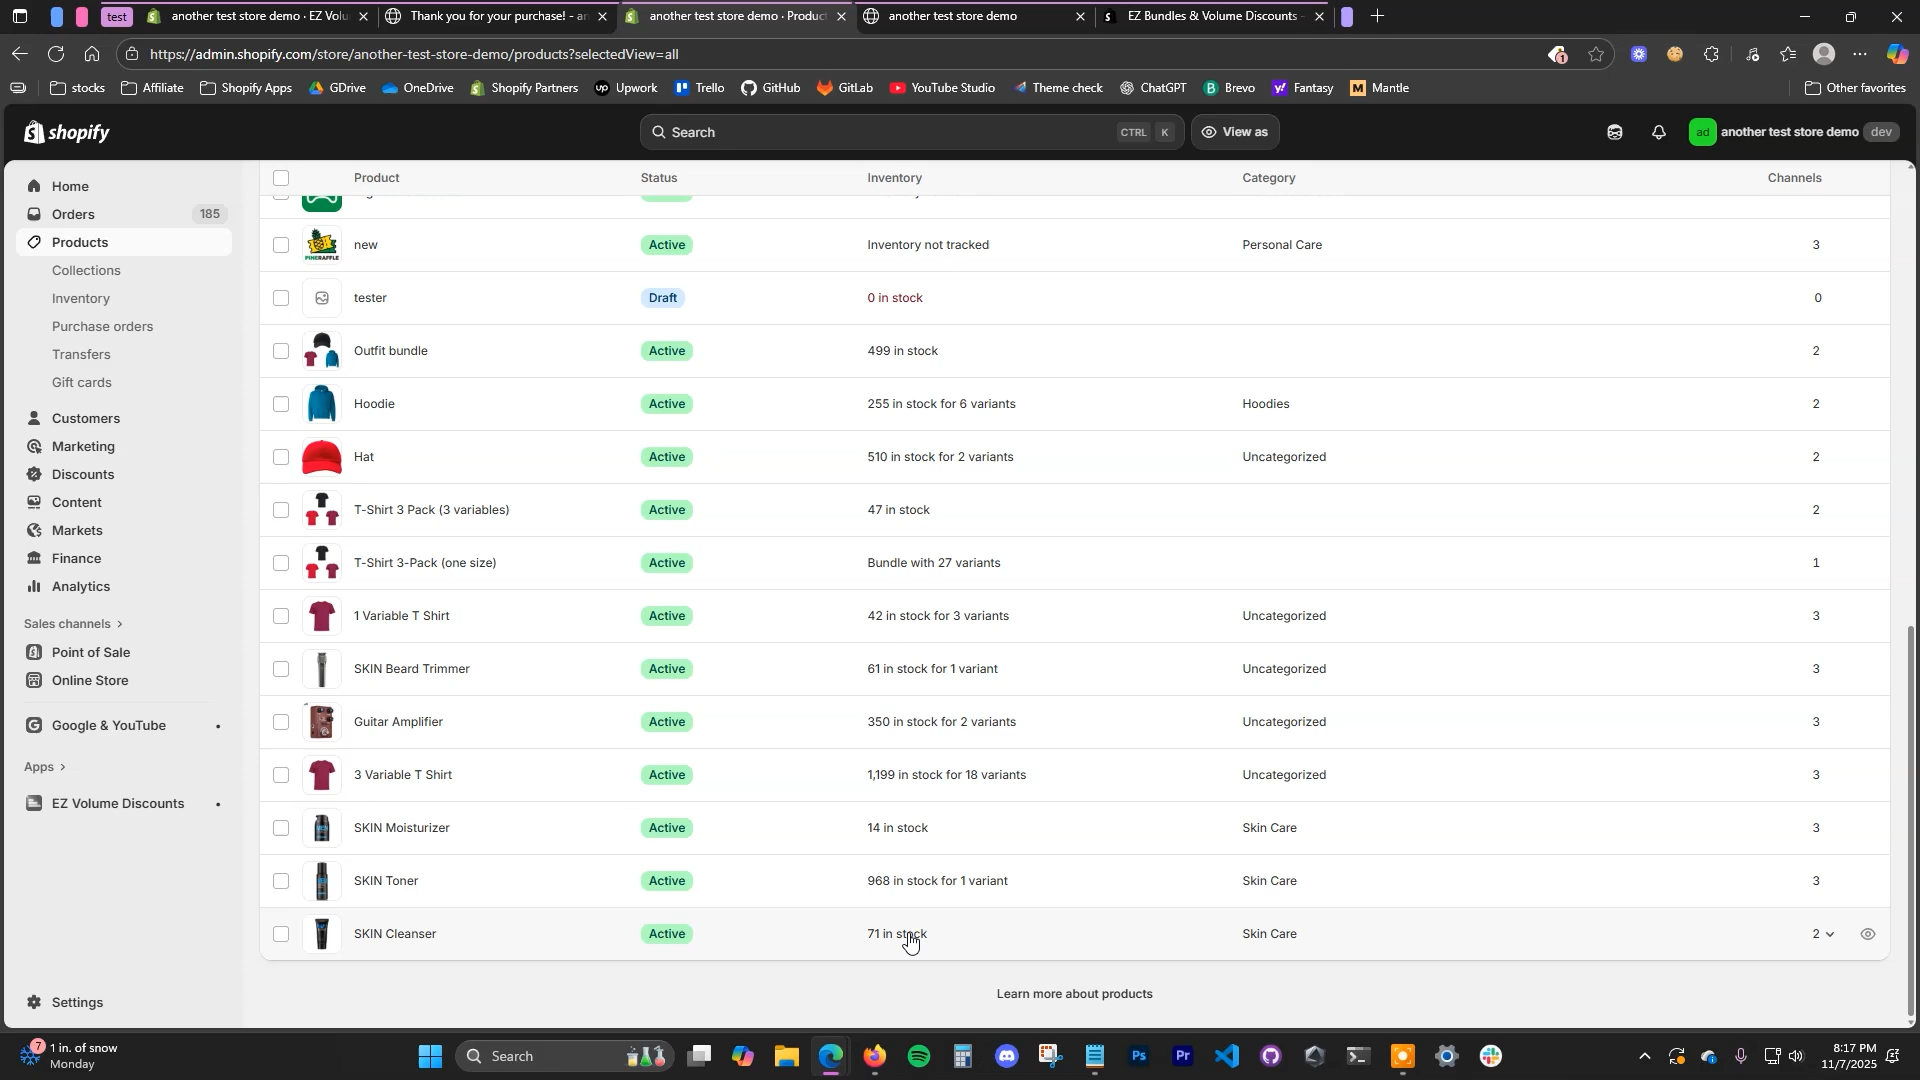 test
another test store demo · EZ Volu
Thank you for your purchase! - an
another test store demo · Product
another test store demo
EZ Bundles & Volume Discounts -
https://admin.shopify.com/store/another-test-store-demo/products?selectedView=all
1
stocks
Affiliate
Shopify Apps
GDrive
OneDrive
Shopify Partners
up Upwork
Trello
GitHub
GitLab
YouTube Studio
Theme check
ChatGPT
B Brevo
Fantasy
M Mantle
Other favorites
shopify
Search
CTRL K
View as
ad another test store demo dev
Home
Orders 185
Products
Collections
Inventory
Purchase orders
Transfers
Gift cards
Customers
Marketing
Discounts
Content
Markets
Finance
Analytics
Sales channels
Point of Sale
Online Store
Google & YouTube
Apps
EZ Volume Discounts
Settings
Product Status Inventory Category Channels
PINERAFFLE new Active Inventory not tracked Personal Care 3
tester Draft 0 in stock 0
Outfit bundle Active 499 in stock 2
Hoodie Active 255 in stock for 6 variants Hoodies 2
Hat Active 510 in stock for 2 variants Uncategorized 2
T-Shirt 3 Pack (3 variables) Active 47 in stock 2
T-Shirt 3-Pack (one size) Active Bundle with 27 variants 1
1 Variable T Shirt Active 42 in stock for 3 variants Uncategorized 3
SKIN Beard Trimmer Active 61 in stock for 1 variant Uncategorized 3
Guitar Amplifier Active 350 in stock for 2 variants Uncategorized 3
3 Variable T Shirt Active 1,199 in stock for 18 variants Uncategorized 3
SKIN Moisturizer Active 14 in stock Skin Care 3
SKIN Toner Active 968 in stock for 1 variant Skin Care 3
SKIN Cleanser Active 71 in stock Skin Care 2
Learn more about products
7
1 in. of snow
Monday
Search
Ps
Pr
8:17 PM
11/7/2025